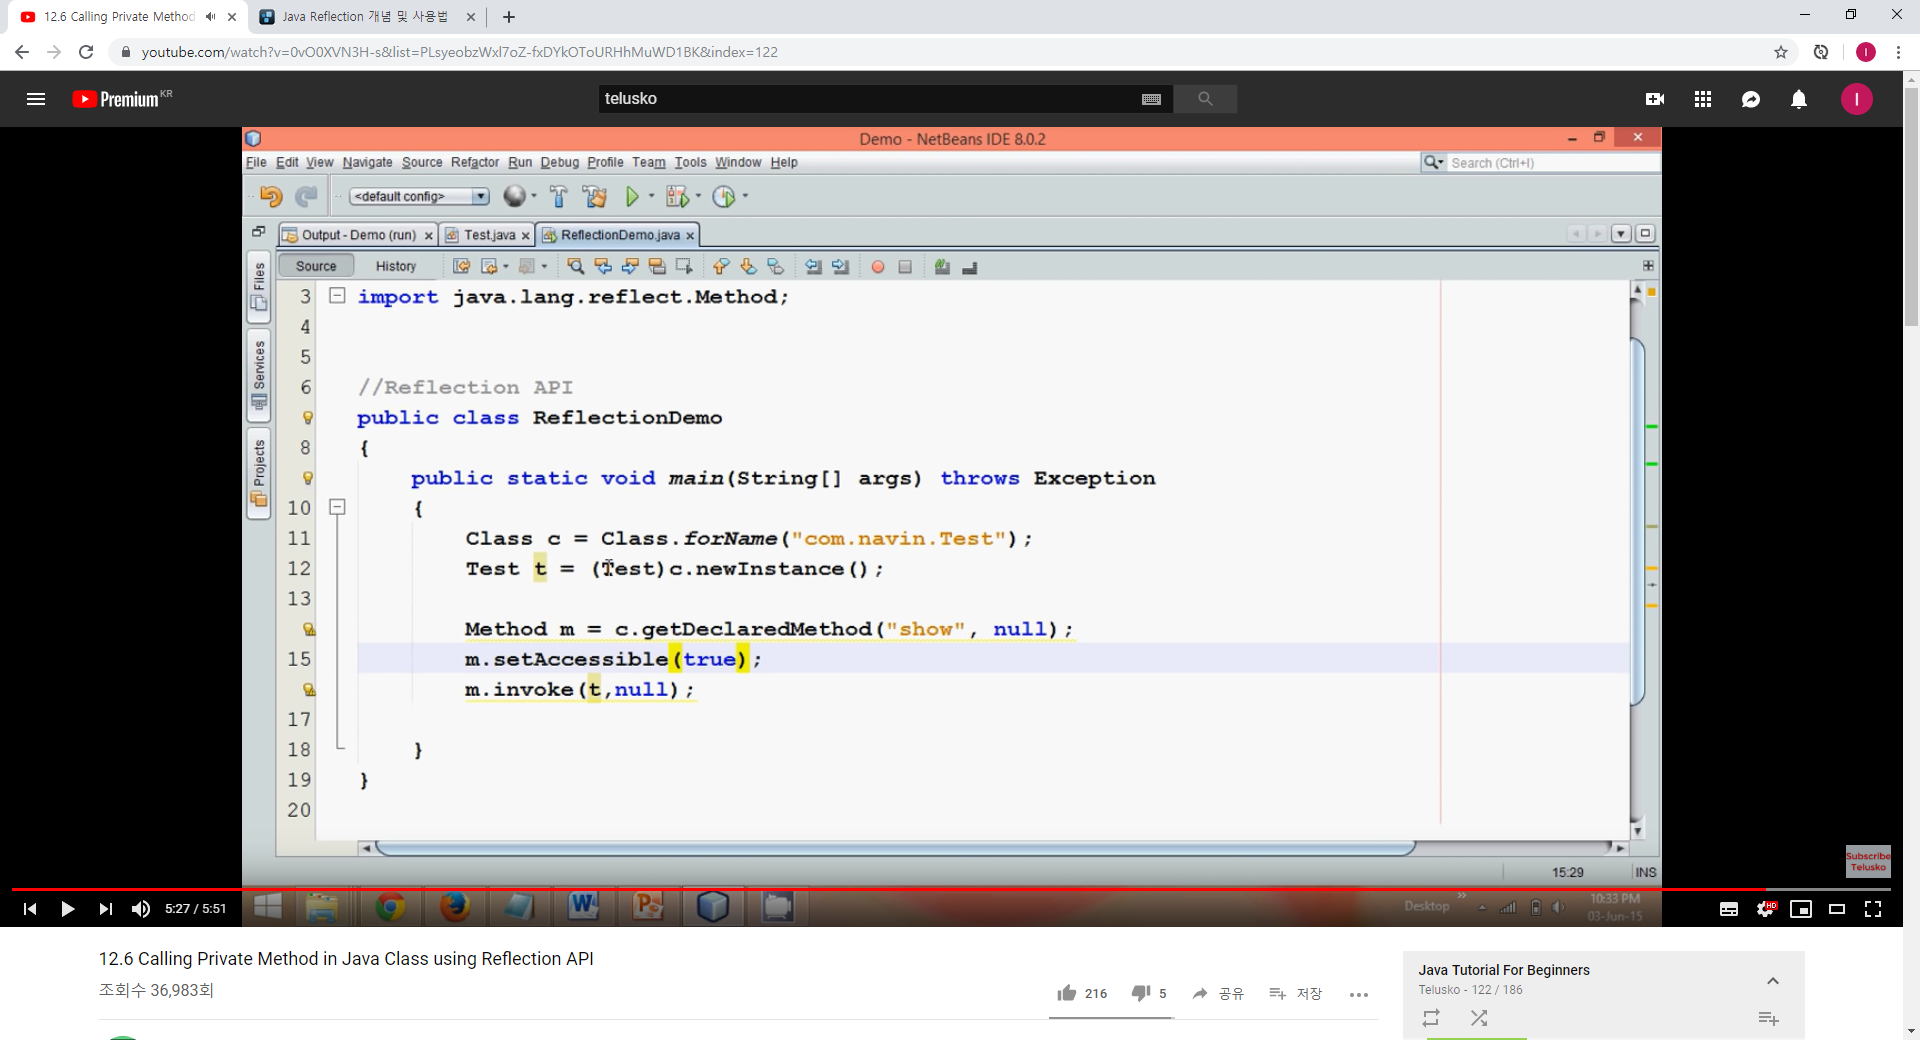 12.6 Calling Private Method
Java Reflection 개념 및 사용법
youtube.com/watch?v=0vO0XVN3H-s&list=PLsyeobzWxl7oZ-fxDYkOToURHhMuWD1BK&index=122
I
Premium KR
telusko
I
Demo - NetBeans IDE 8.0.2
File Edit View Navigate Source Refactor Run Debug Profile Team Tools Window Help
Search (Ctrl+I)
<default config>
Output - Demo (run)
Test.java
ReflectionDemo.java
Source
History
Files
Services
Projects
3 import java.lang.reflect.Method;
4
5
6 //Reflection API
public class ReflectionDemo
8 {
public static void main(String[] args) throws Exception
10 {
11 Class c = Class.forName("com.navin.Test");
12 Test t = (Test)c.newInstance();
13
Method m = c.getDeclaredMethod("show", null);
15 m.setAccessible(true);
m.invoke(t,null);
17
18 }
19 }
20
Subscribe
Telusko
15:29
INS
5:27 / 5:51
HD
Desktop
10:33 PM
03-Jun-15
12.6 Calling Private Method in Java Class using Reflection API
조회수 36,983회
216
5
공유
저장
Java Tutorial For Beginners
Telusko - 122 / 186